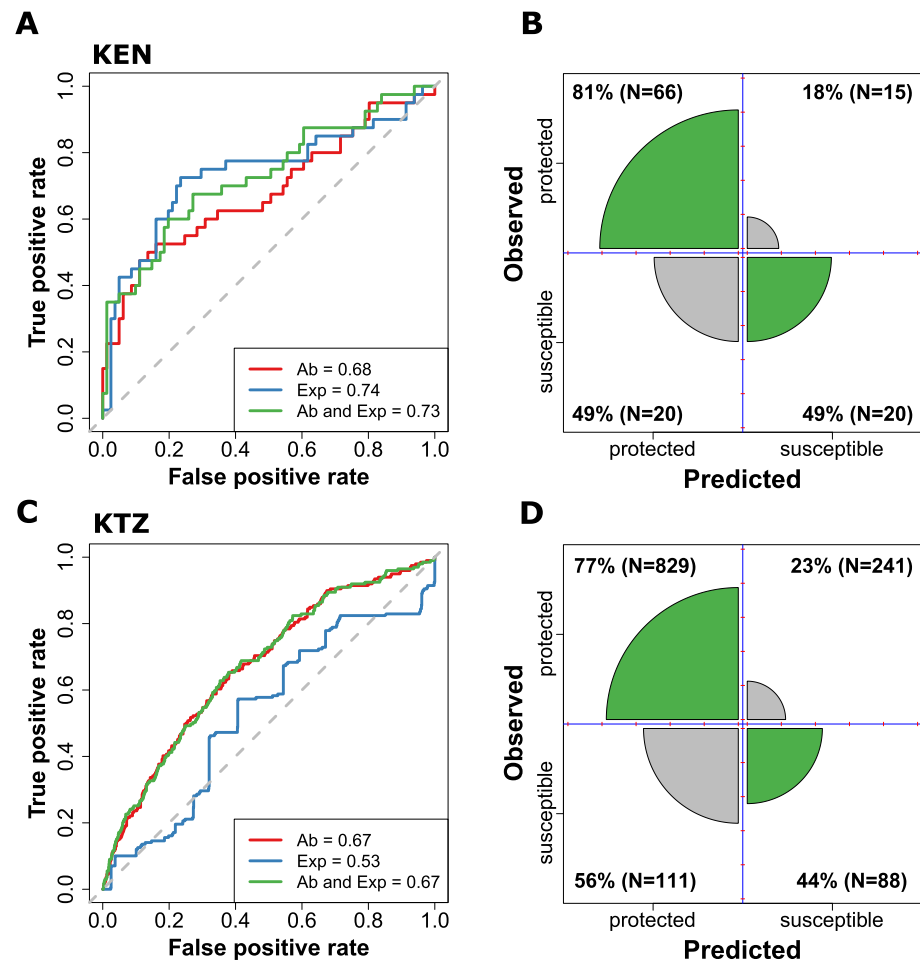 A
KEN
True positive rate
1.0
0.8
0.6
0.4
0.2
0.0
Ab = 0.68
Exp = 0.74
Ab and Exp = 0.73
0.0 0.2 0.4 0.6 0.8 1.0
False positive rate
B
81% (N=66) 18% (N=15)
Observed
protected
susceptible
49% (N=20) 49% (N=20)
protected susceptible
Predicted
C
KTZ
True positive rate
1.0
0.8
0.6
0.4
0.2
0.0
Ab = 0.67
Exp = 0.53
Ab and Exp = 0.67
0.0 0.2 0.4 0.6 0.8 1.0
False positive rate
D
77% (N=829) 23% (N=241)
Observed
protected
susceptible
56% (N=111) 44% (N=88)
protected susceptible
Predicted